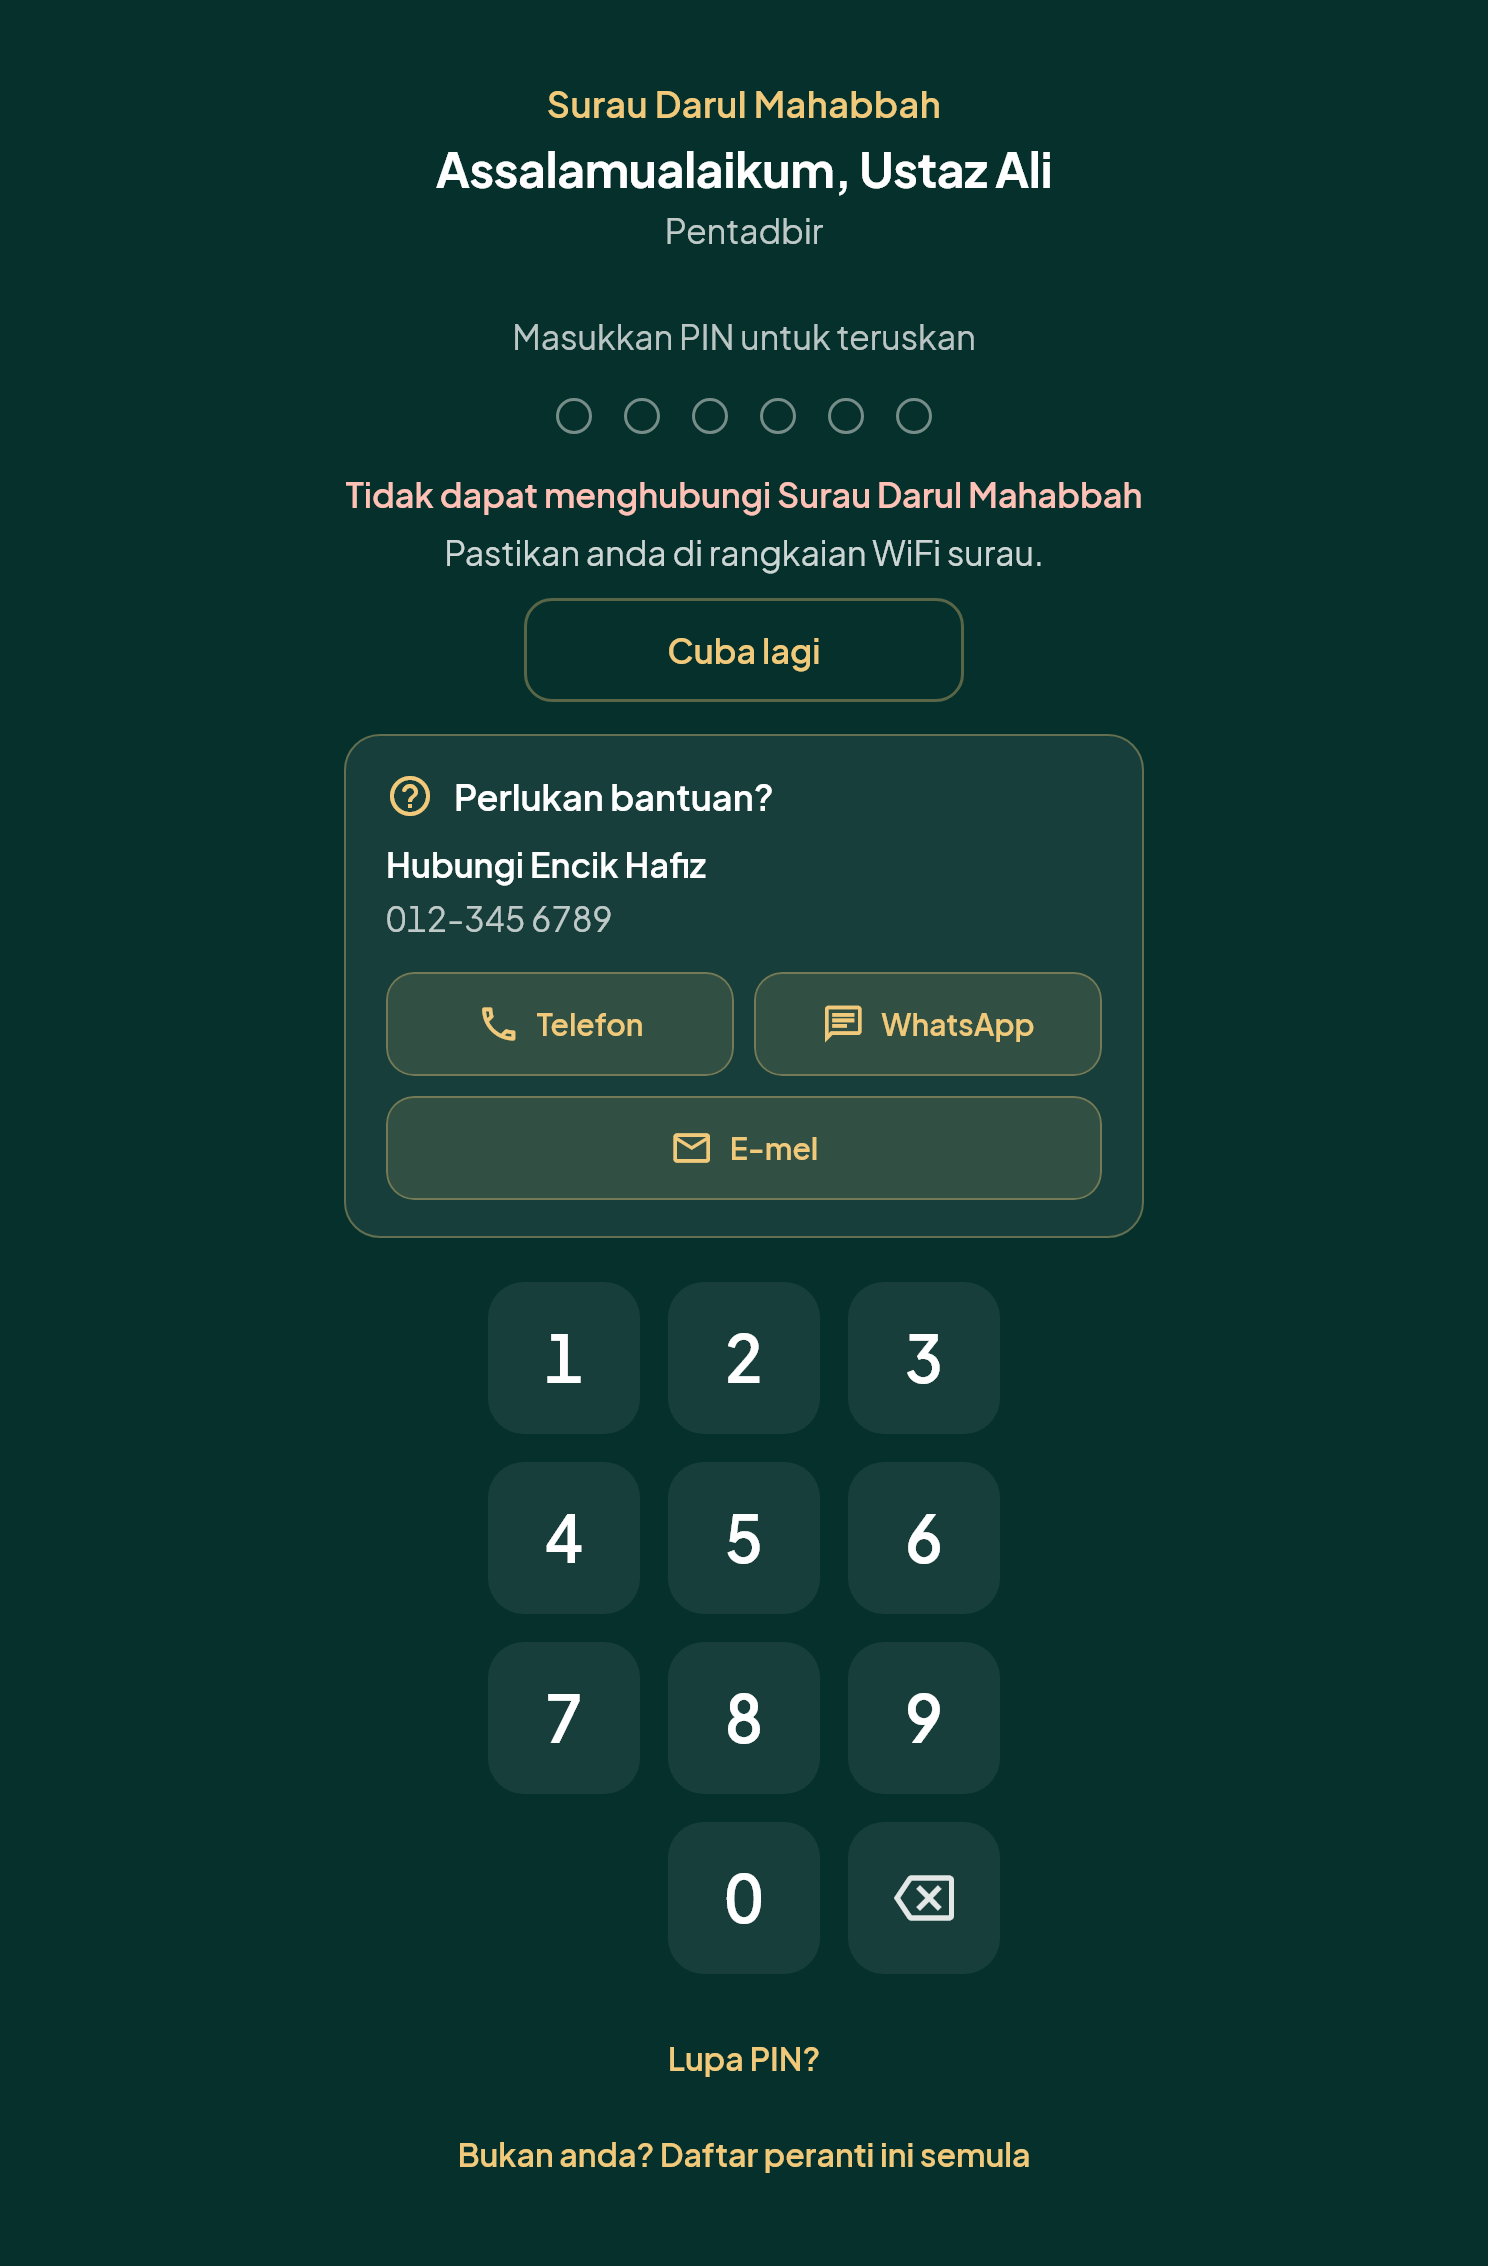 Surau Darul Mahabbah
Assalamualaikum, Ustaz Ali
Pentadbir
Masukkan PIN untuk teruskan
Tidak dapat menghubungi Surau Darul Mahabbah
Pastikan anda di rangkaian WiFi surau.
Cuba lagi
Perlukan bantuan?
Hubungi Encik Hafiz
012-345 6789
Telefon WhatsApp
E-mel
1 2 3
4 5 6
7 8 9
0
Lupa PIN?
Bukan anda? Daftar peranti ini semula